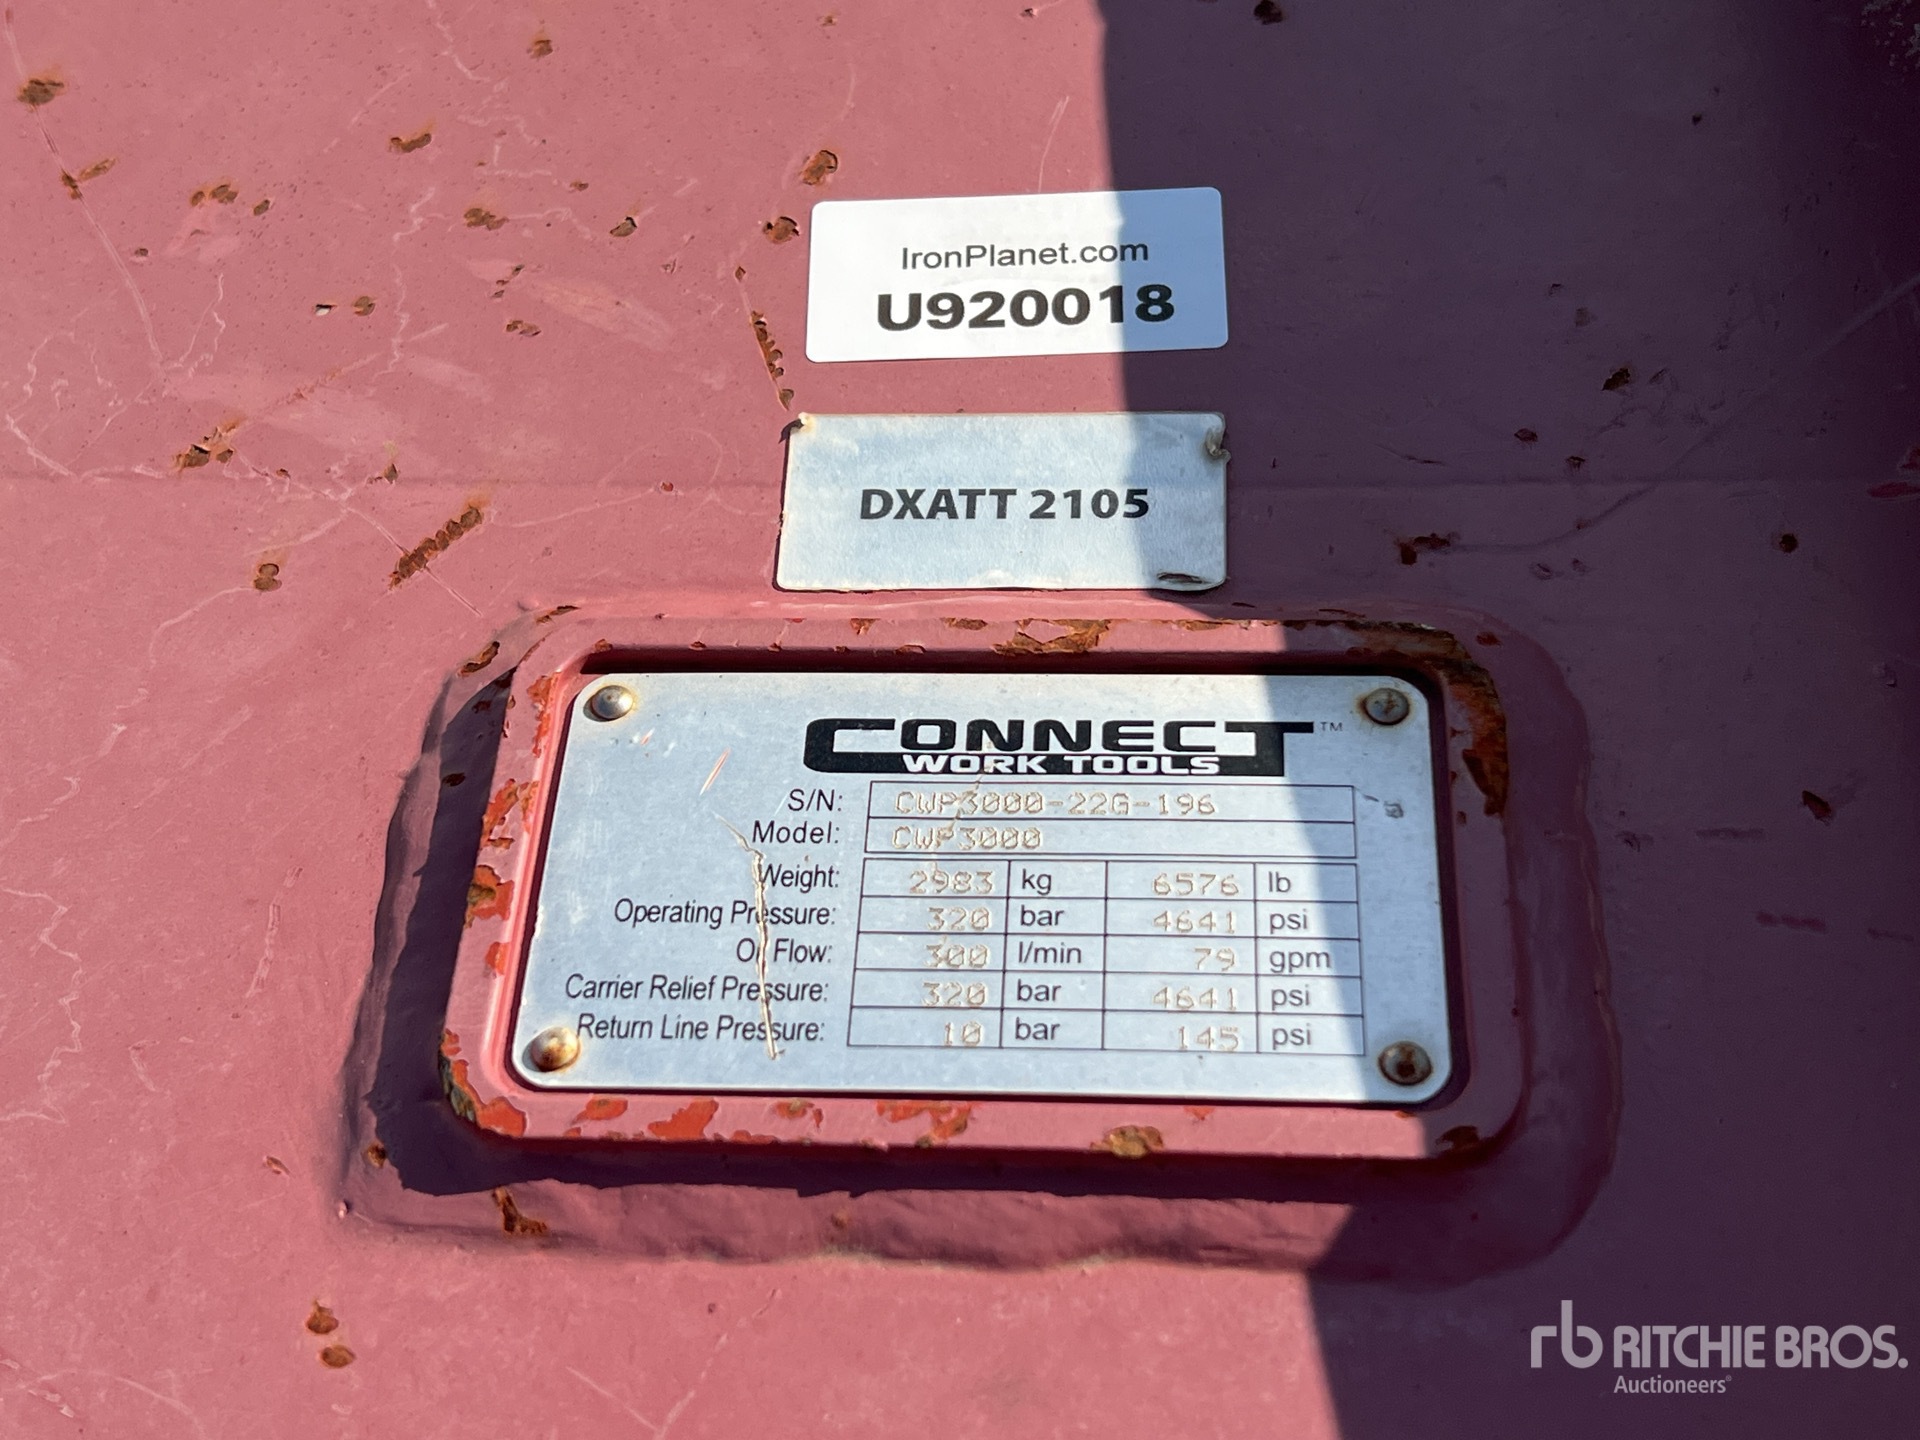 IronPlanet.com
U920018
DXATT 2105
CONNECT™
WORK TOOLS
S/N: CWP3000-22G-196
Model: CWP3000
Weight: 2983 kg 6576 lb
Operating Pressure: 320 bar 4641 psi
Oil Flow: 300 l/min 79 gpm
Carrier Relief Pressure: 320 bar 4641 psi
Return Line Pressure: 10 bar 145 psi
rb RITCHIE BROS.
Auctioneers®